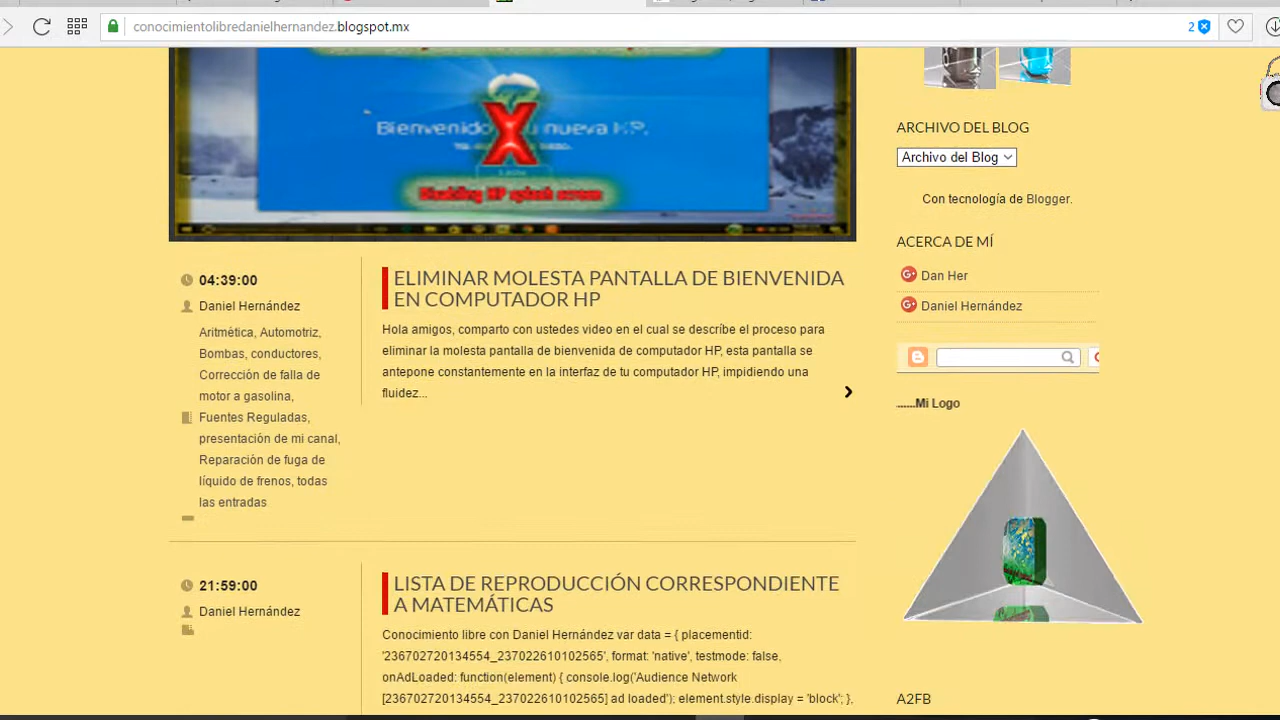 conocimientolibredanielhernandez.blogspot.mx
2
Bienvenido
nueva HP.
Disabling HP splash screen
04:39:00
Daniel Hernández
Aritmética, Automotriz,
Bombas, conductores,
Corrección de falla de
motor a gasolina,
Fuentes Reguladas,
presentación de mi canal,
Reparación de fuga de
líquido de frenos, todas
las entradas
ELIMINAR MOLESTA PANTALLA DE BIENVENIDA
EN COMPUTADOR HP
Hola amigos, comparto con ustedes video en el cual se describe el proceso para
eliminar la molesta pantalla de bienvenida de computador HP, esta pantalla se
antepone constantemente en la interfaz de tu computador HP, impidiendo una
fluidez...
21:59:00
Daniel Hernández
LISTA DE REPRODUCCIÓN CORRESPONDIENTE
A MATEMÁTICAS
Conocimiento libre con Daniel Hernández var data = { placementid:
'236702720134554_237022610102565', format: 'native', testmode: false,
onAdLoaded: function(element) { console.log('Audience Network
[236702720134554_237022610102565] ad loaded'); element.style.display = 'block'; },
ARCHIVO DEL BLOG
Archivo del Blog
Con tecnología de Blogger.
ACERCA DE MÍ
Dan Her
Daniel Hernández
......Mi Logo
A2FB